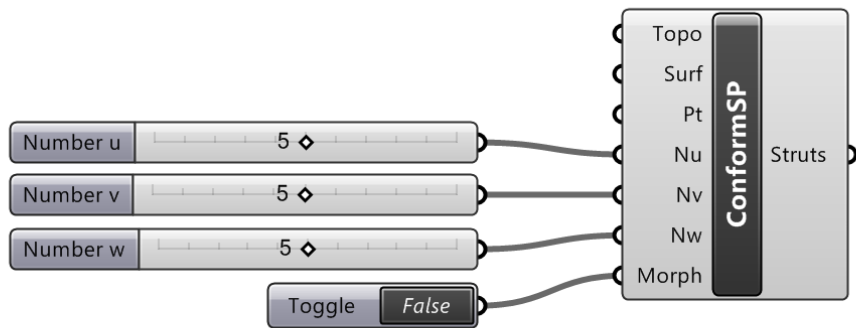 Topo
Surf
Pt
Number u 5 Nu
Number v 5 Nv
Number w 5 Nw
Toggle False Morph
ConformSP
Struts